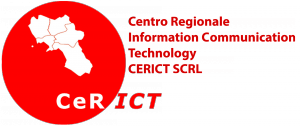 Centro Regionale
Information Communication
Technology
CERICT SCRL
CeRICT